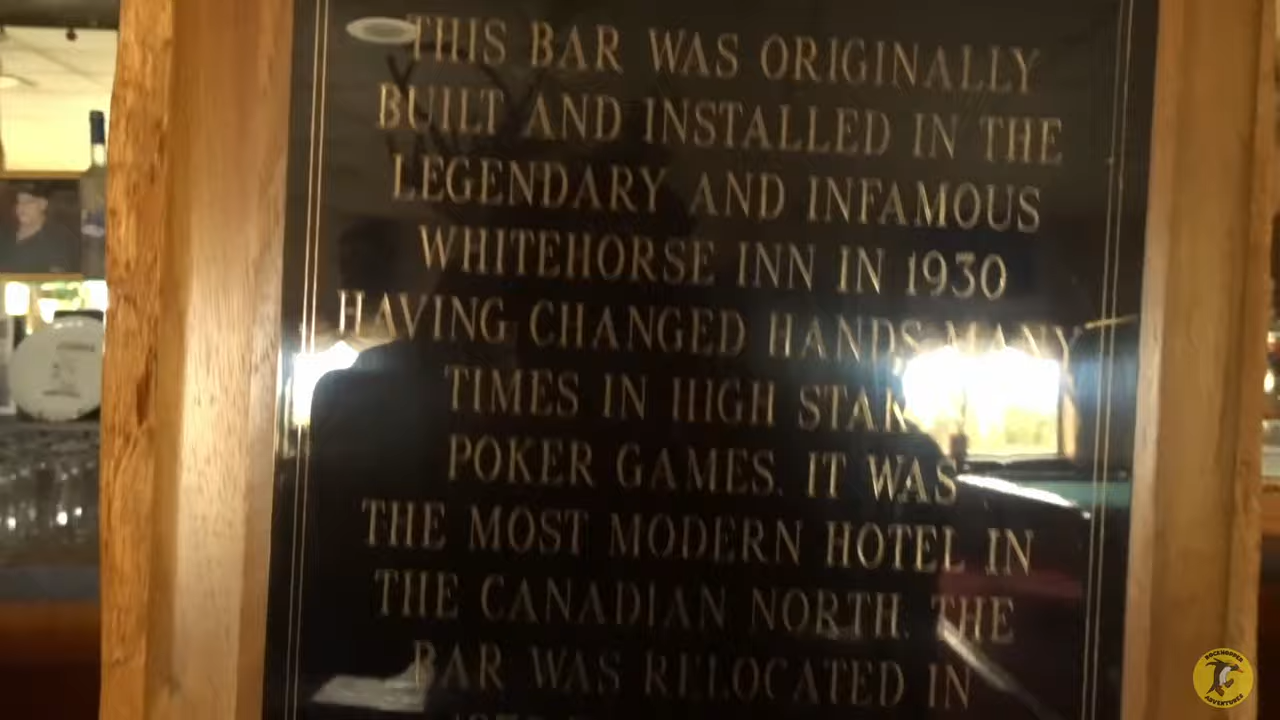 THIS BAR WAS ORIGINALLY
BUILT AND INSTALLED IN THE
LEGENDARY AND INFAMOUS
WHITEHORSE INN IN 1930
HAVING CHANGED HANDS MANY
TIMES IN HIGH
POKER GAMES. IT WAS
THE MOST MODERN HOTEL IN
THE CANADIAN NORTH. THE
BAR WAS RELOCATED IN
ROCKHOPPER
ADVENTURES